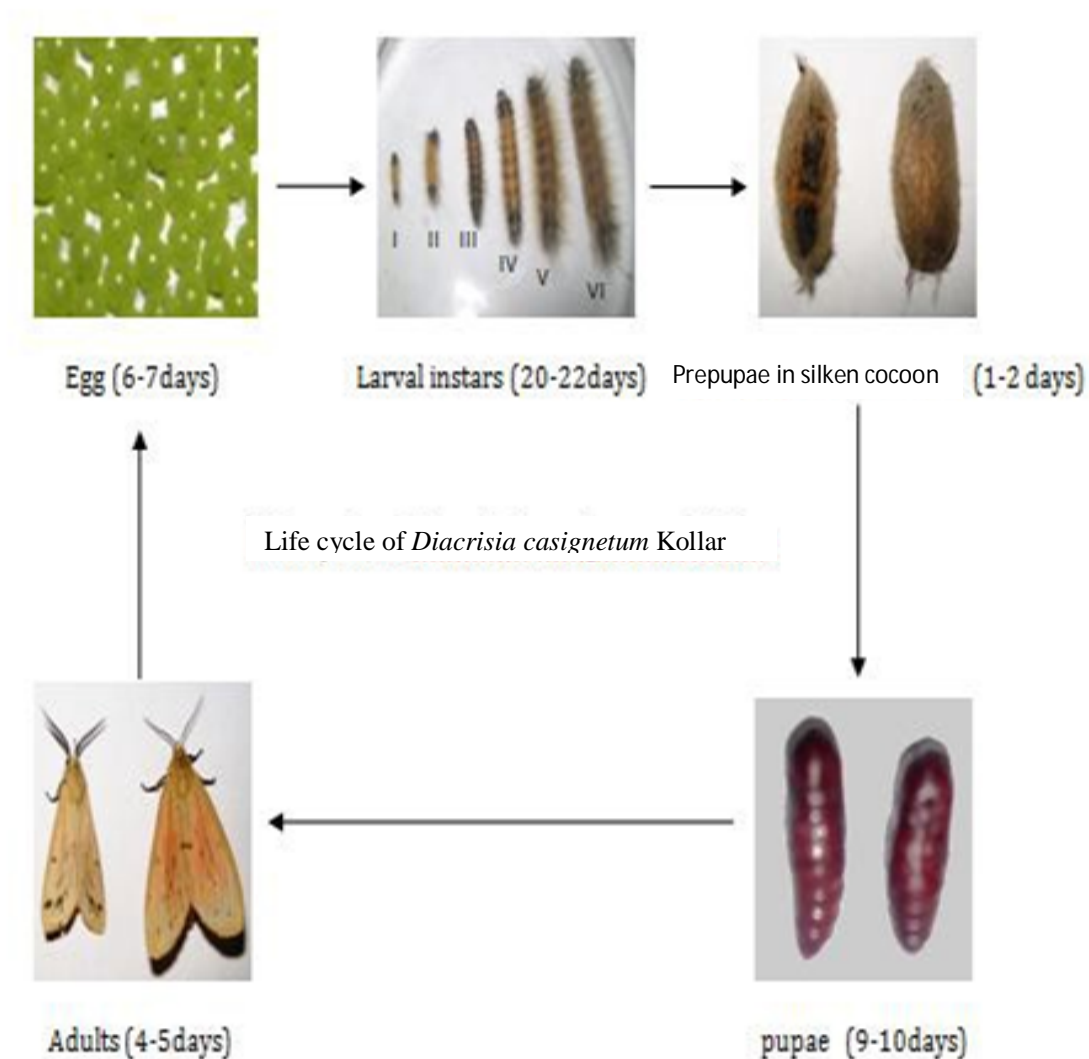 I
II
III
IV
V
VI
Egg (6-7days)
Larval instars (20-22days)
Prepupae in silken cocoon (1-2 days)
Life cycle of Diacrisia casignetum Kollar
Adults (4-5days)
pupae (9-10days)